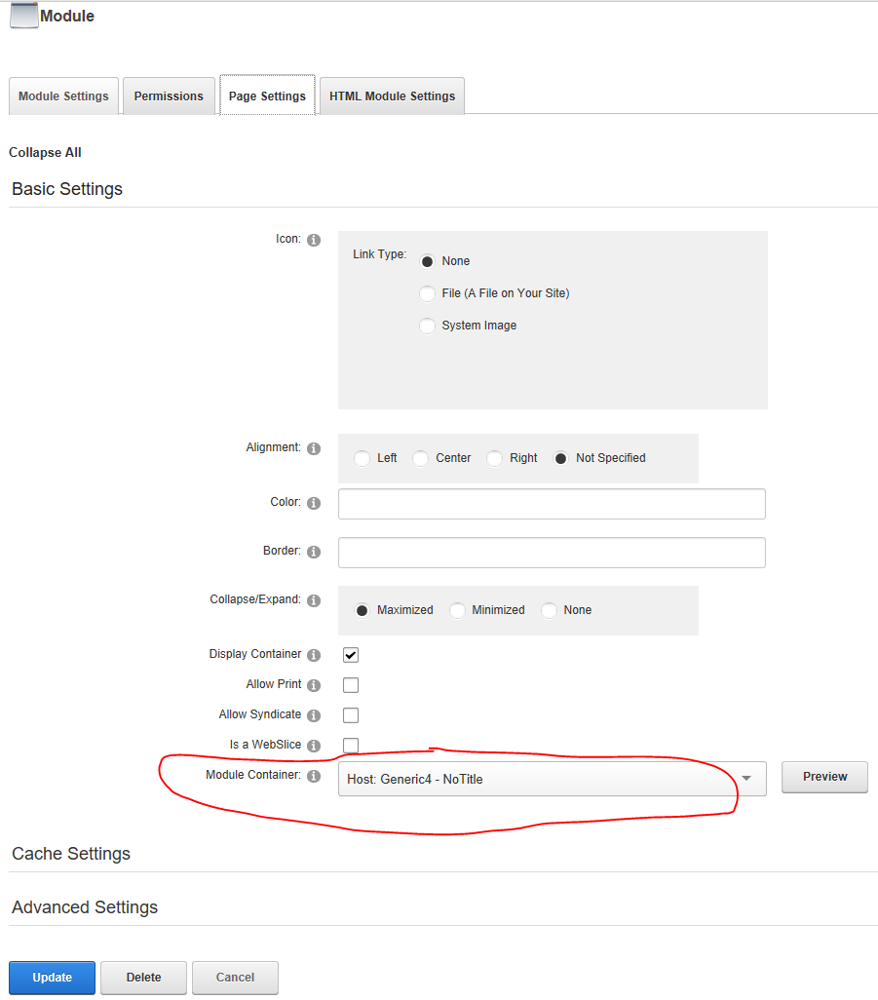 Module
Module Settings Permissions Page Settings HTML Module Settings
Collapse All
Basic Settings
Icon:
Link Type: None
File (A File on Your Site)
System Image
Alignment: Left Center Right Not Specified
Color:
Border:
Collapse/Expand: Maximized Minimized None
Display Container
Allow Print
Allow Syndicate
Is a WebSlice
Module Container: Host: Generic4 - NoTitle Preview
Cache Settings
Advanced Settings
Update Delete Cancel